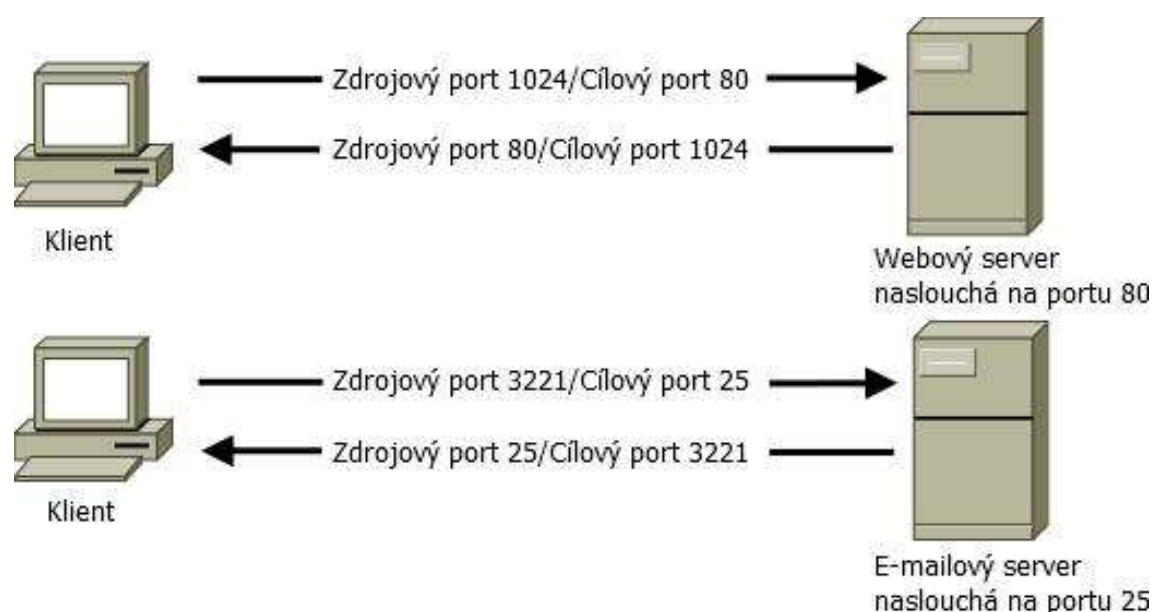 Zdrojový port 1024/Cílový port 80
Zdrojový port 80/Cílový port 1024
Klient
Webový server
naslouchá na portu 80
Zdrojový port 3221/Cílový port 25
Zdrojový port 25/Cílový port 3221
Klient
E-mailový server
naslouchá na portu 25